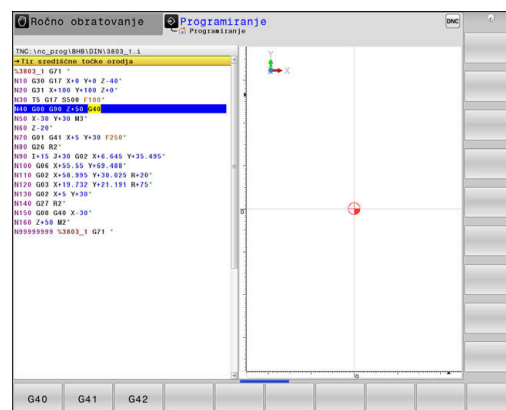 Ročno obratovanje
Programiranje
Programiranje
DNC
TNC:\nc_prog\BHB\DIN\3803_1.i
→Tir središčne točke orodja
%3803_1 G71 *
N10 G30 G17 X+0 Y+0 Z-40*
N20 G31 X+100 Y+100 Z+0*
N30 T5 G17 S500 F100*
N40 G00 G90 Z+50 G40
N50 X-30 Y+30 M3*
N60 Z-20*
N70 G01 G41 X+5 Y+30 F250*
N80 G26 R2*
N90 I+15 J+30 G02 X+6.645 Y+35.495*
N100 G06 X+55.55 Y+69.488*
N110 G02 X+58.995 Y+30.025 R+20*
N120 G03 X+19.732 Y+21.191 R+75*
N130 G02 X+5 Y+30*
N140 G27 R2*
N150 G00 G40 X-30*
N160 Z+50 M2*
N99999999 %3803_1 G71 *
Y
X
0
0
G40 G41 G42